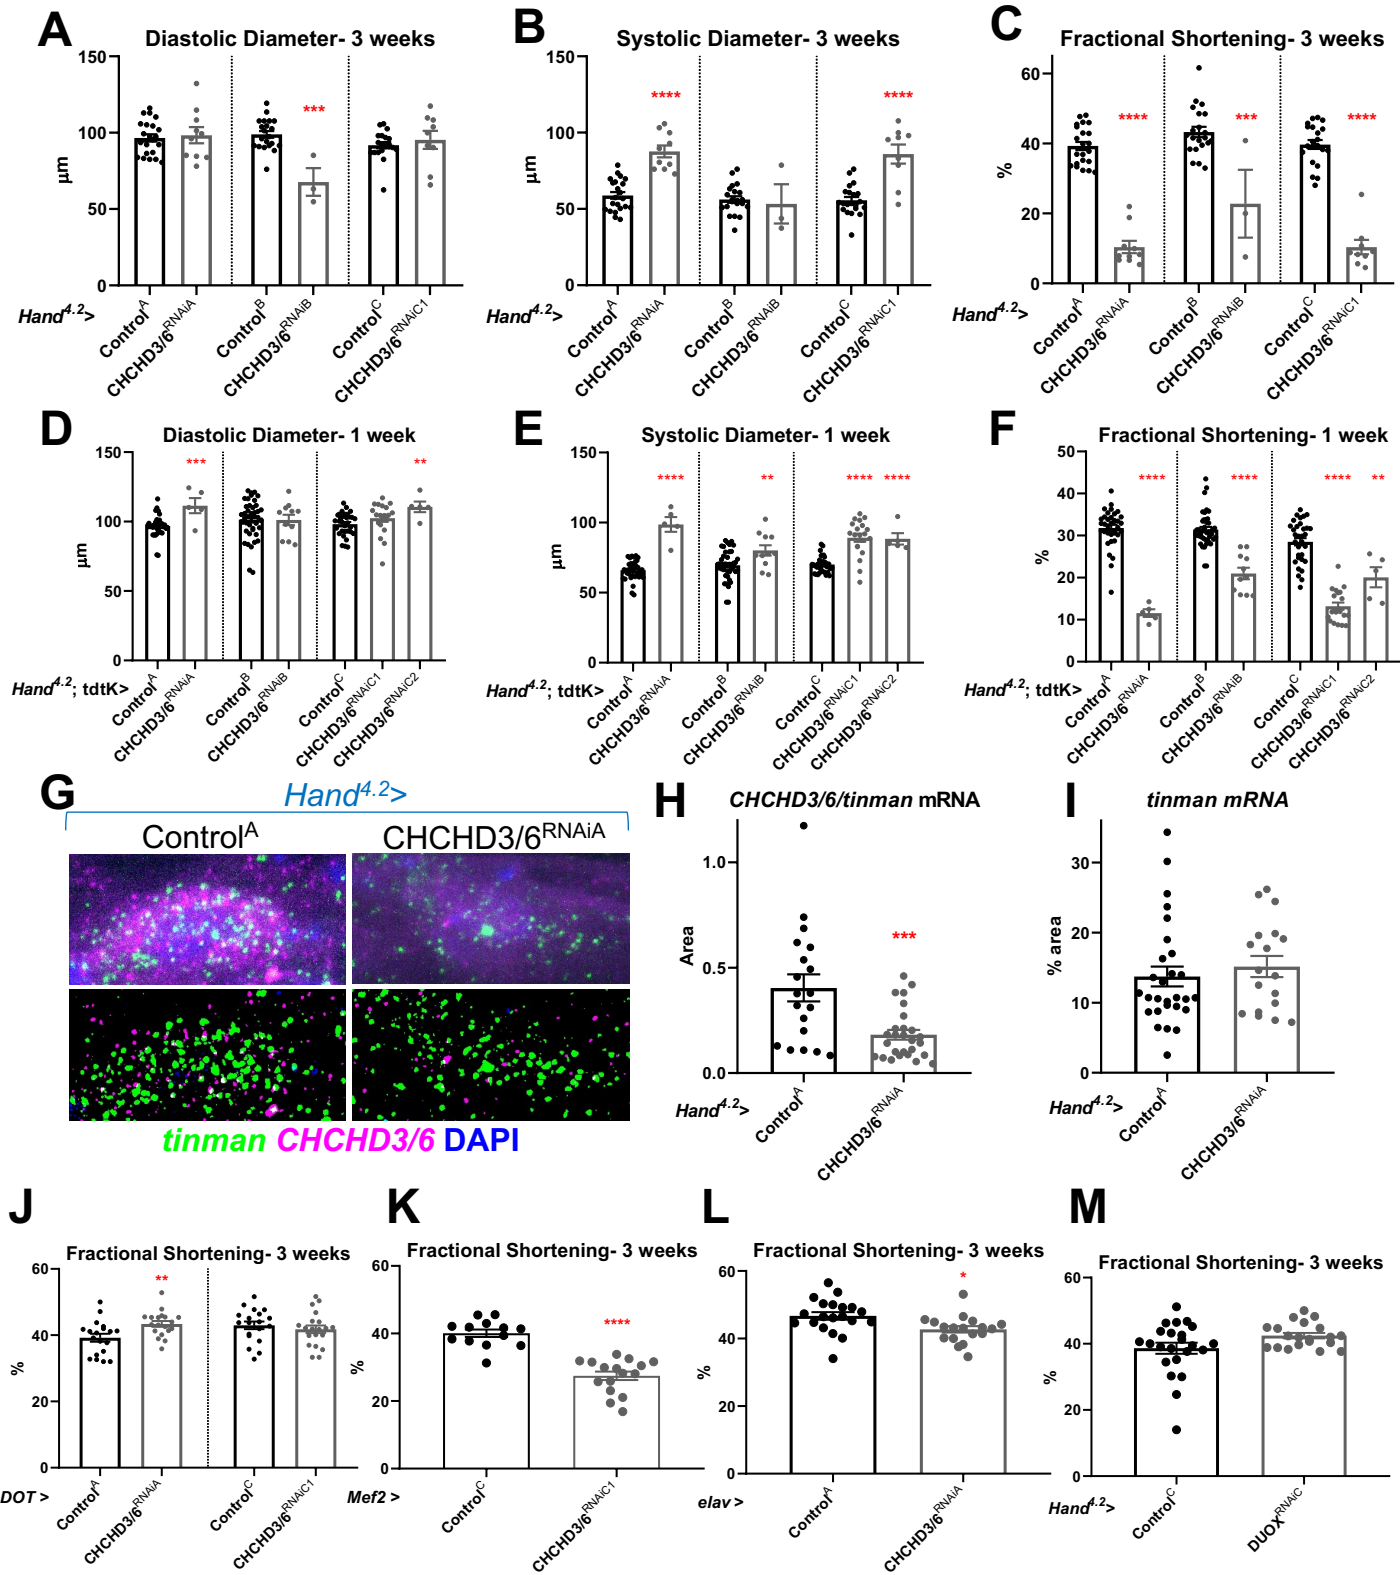 A
Diastolic Diameter- 3 weeks
150
100
50
0
µm
***
Hand4.2>
ControlA
CHCHD3/6RNAiA
ControlB
CHCHD3/6RNAiB
ControlC
CHCHD3/6RNAiC1
B
Systolic Diameter- 3 weeks
150
100
50
0
µm
****
****
Hand4.2>
ControlA
CHCHD3/6RNAiA
ControlB
CHCHD3/6RNAiB
ControlC
CHCHD3/6RNAiC1
C
Fractional Shortening- 3 weeks
60
40
20
0
%
****
***
****
Hand4.2>
ControlA
CHCHD3/6RNAiA
ControlB
CHCHD3/6RNAiB
ControlC
CHCHD3/6RNAiC1
D
Diastolic Diameter- 1 week
150
100
50
0
µm
***
**
Hand4.2; tdtK>
ControlA
CHCHD3/6RNAiA
ControlB
CHCHD3/6RNAiB
ControlC
CHCHD3/6RNAiC1
CHCHD3/6RNAiC2
E
Systolic Diameter- 1 week
150
100
50
0
µm
****
**
****
****
Hand4.2; tdtK>
ControlA
CHCHD3/6RNAiA
ControlB
CHCHD3/6RNAiB
ControlC
CHCHD3/6RNAiC1
CHCHD3/6RNAiC2
F
Fractional Shortening- 1 week
50
40
30
20
10
0
%
****
****
****
**
Hand4.2; tdtK>
ControlA
CHCHD3/6RNAiA
ControlB
CHCHD3/6RNAiB
ControlC
CHCHD3/6RNAiC1
CHCHD3/6RNAiC2
G
Hand4.2>
ControlA
CHCHD3/6RNAiA
tinman CHCHD3/6 DAPI
H
CHCHD3/6/tinman mRNA
1.0
0.5
0.0
Area
***
Hand4.2>
ControlA
CHCHD3/6RNAiA
I
tinman mRNA
30
20
10
0
% area
Hand4.2>
ControlA
CHCHD3/6RNAiA
J
Fractional Shortening- 3 weeks
60
40
20
0
%
**
DOT >
ControlA
CHCHD3/6RNAiA
ControlC
CHCHD3/6RNAiC1
K
Fractional Shortening- 3 weeks
60
40
20
0
%
****
Mef2 >
ControlC
CHCHD3/6RNAiC1
L
Fractional Shortening- 3 weeks
60
40
20
0
%
*
elav >
ControlA
CHCHD3/6RNAiA
M
Fractional Shortening- 3 weeks
60
40
20
0
%
Hand4.2>
ControlC
DUOXRNAiC